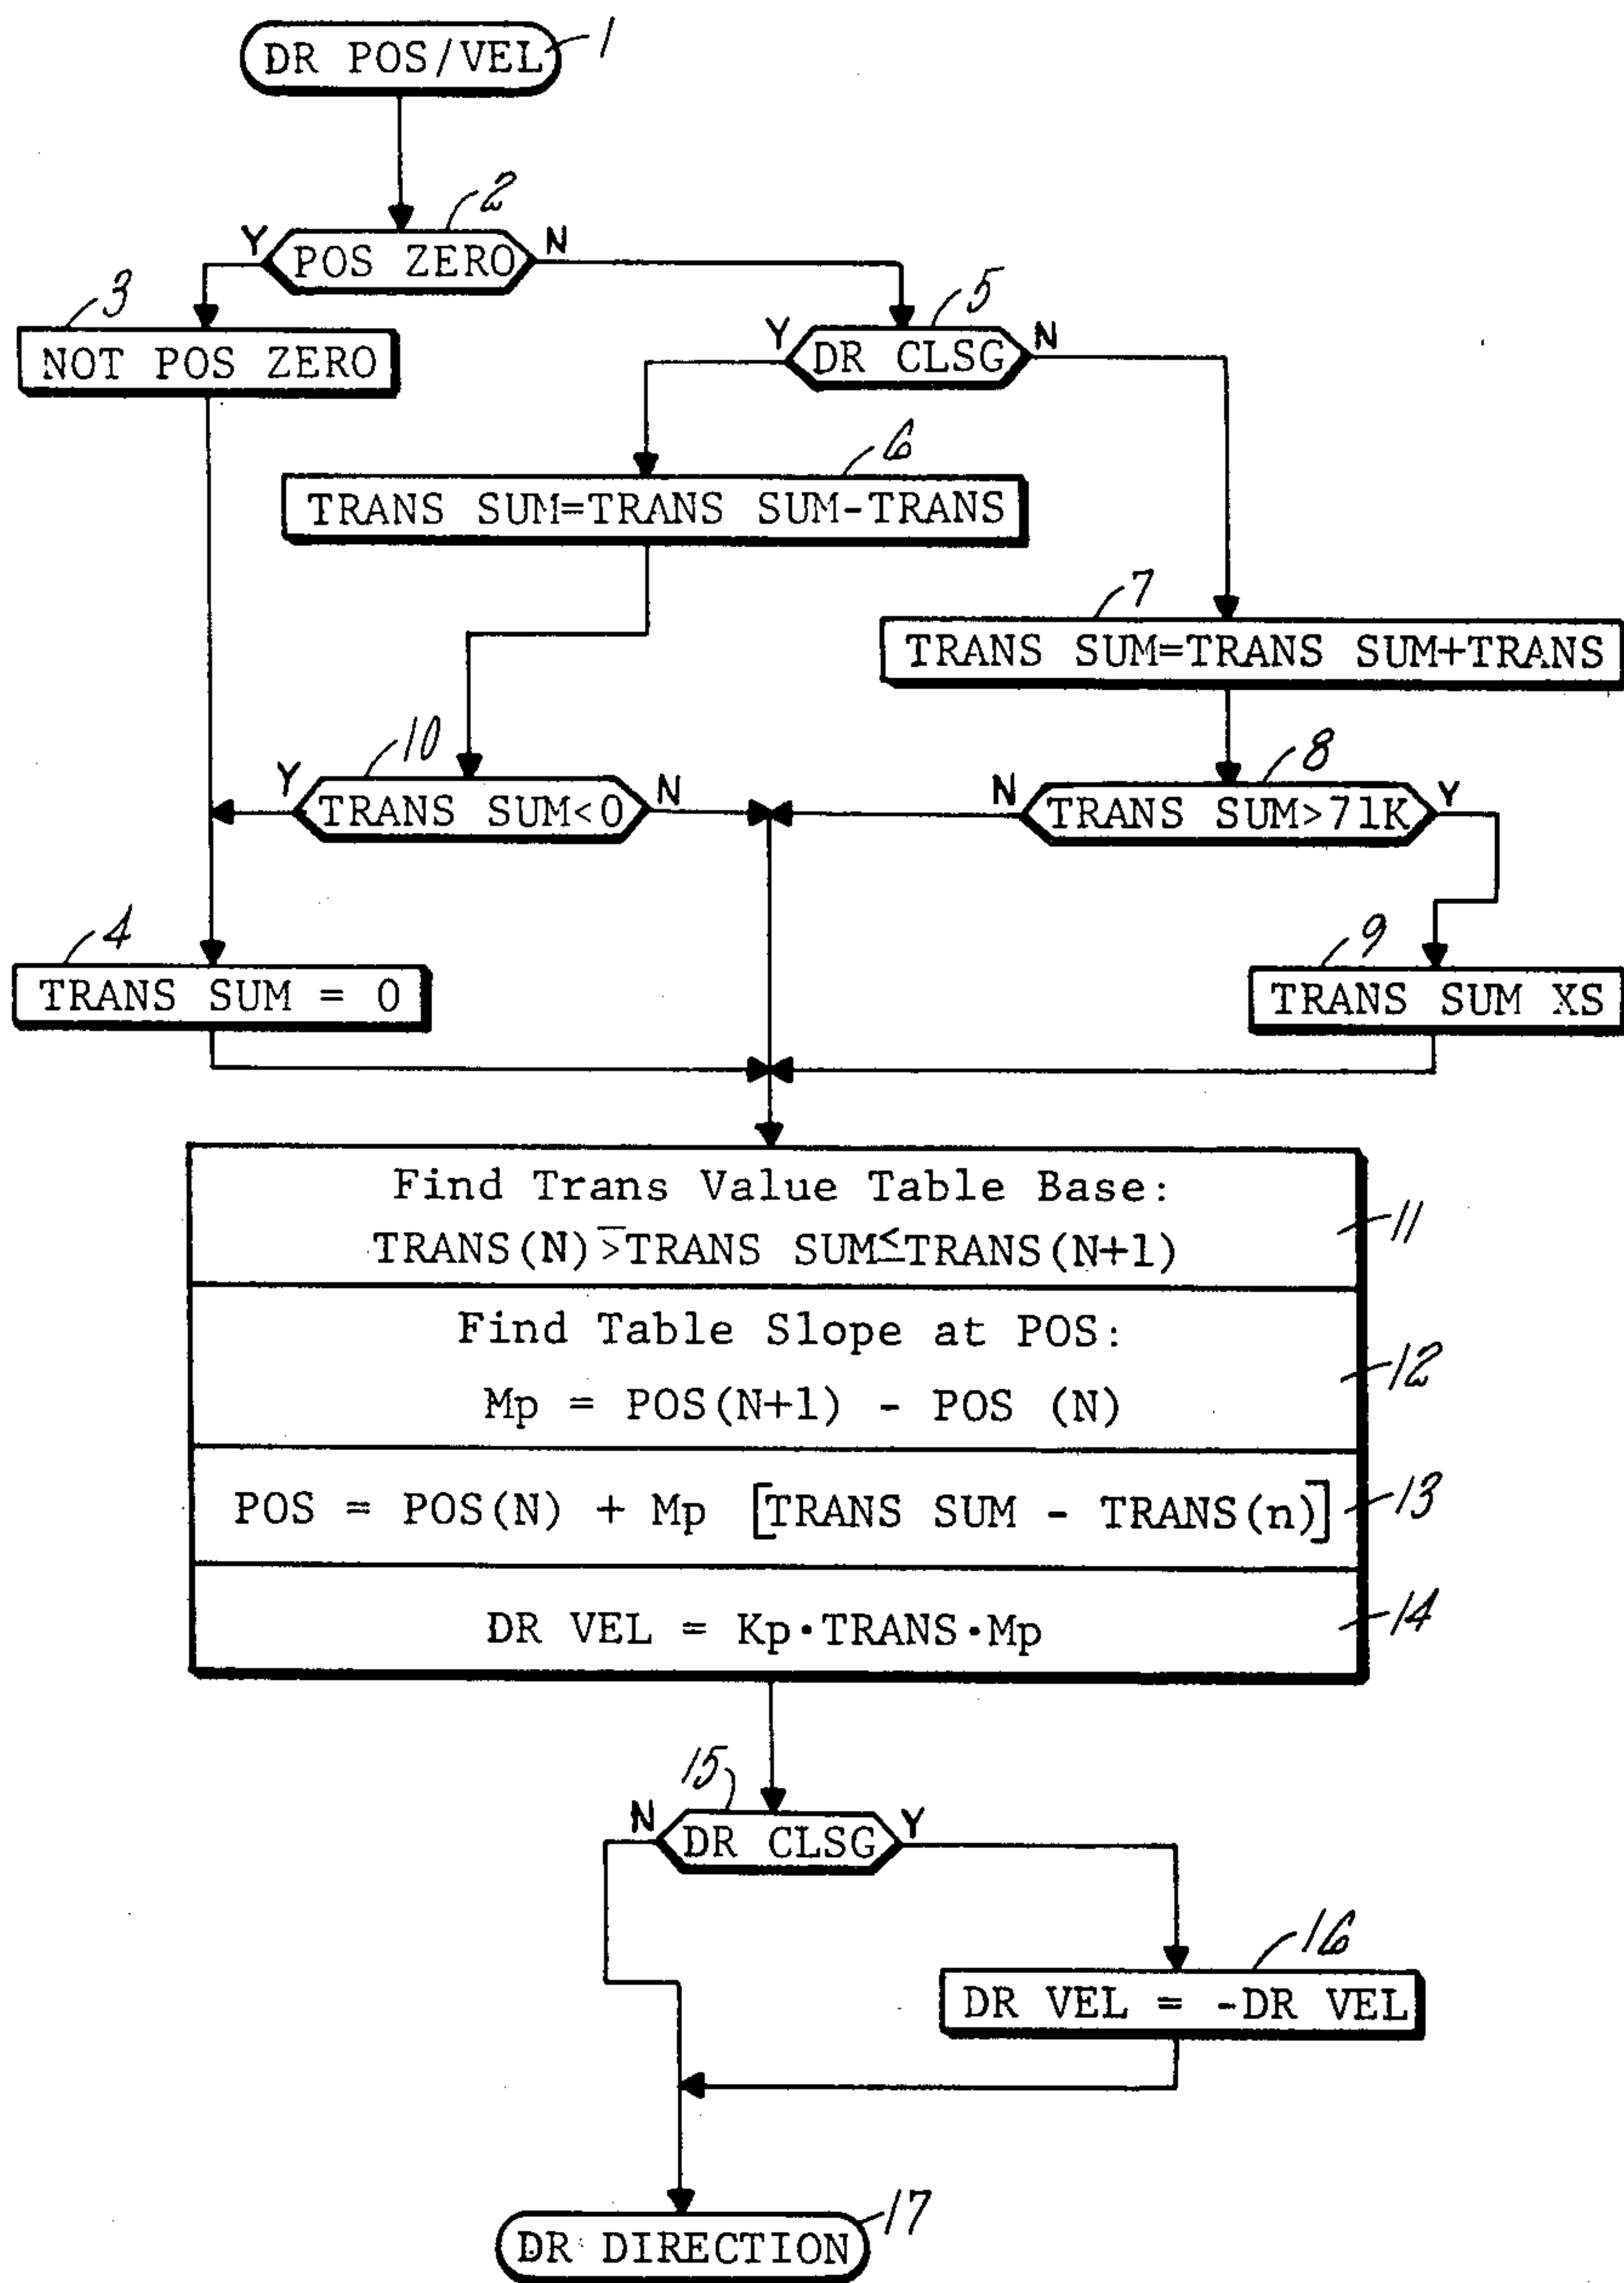 DR POS/VEL 1
2
Y POS ZERO N
3
NOT POS ZERO
5
Y DR CLSG N
6
TRANS SUM=TRANS SUM-TRANS
7
TRANS SUM=TRANS SUM+TRANS
10
Y TRANS SUM<0 N
8
N TRANS SUM>71K Y
4
TRANS SUM = 0
9
TRANS SUM XS
Find Trans Value Table Base:
TRANS(N)⋝TRANS SUM≤TRANS(N+1)
11
Find Table Slope at POS:
Mp = POS(N+1) - POS (N)
12
POS = POS(N) + Mp [TRANS SUM - TRANS(n)]
13
DR VEL = Kp·TRANS·Mp
14
15
N DR CLSG Y
16
DR VEL = -DR VEL
DR DIRECTION 17